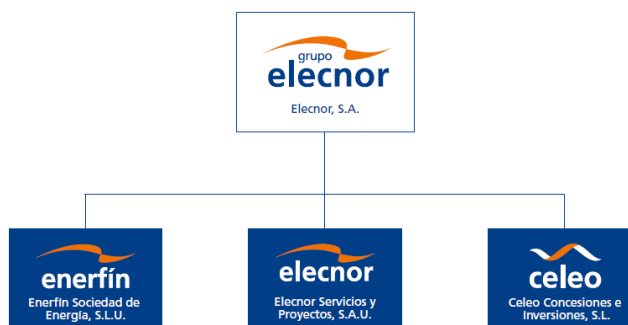 grupo
elecnor
Elecnor, S.A.
enerfín
Enerfín Sociedad de
Energía, S.L.U.
elecnor
Elecnor Servicios y
Proyectos, S.A.U.
celeo
Celeo Concesiones e
Inversiones, S.L.